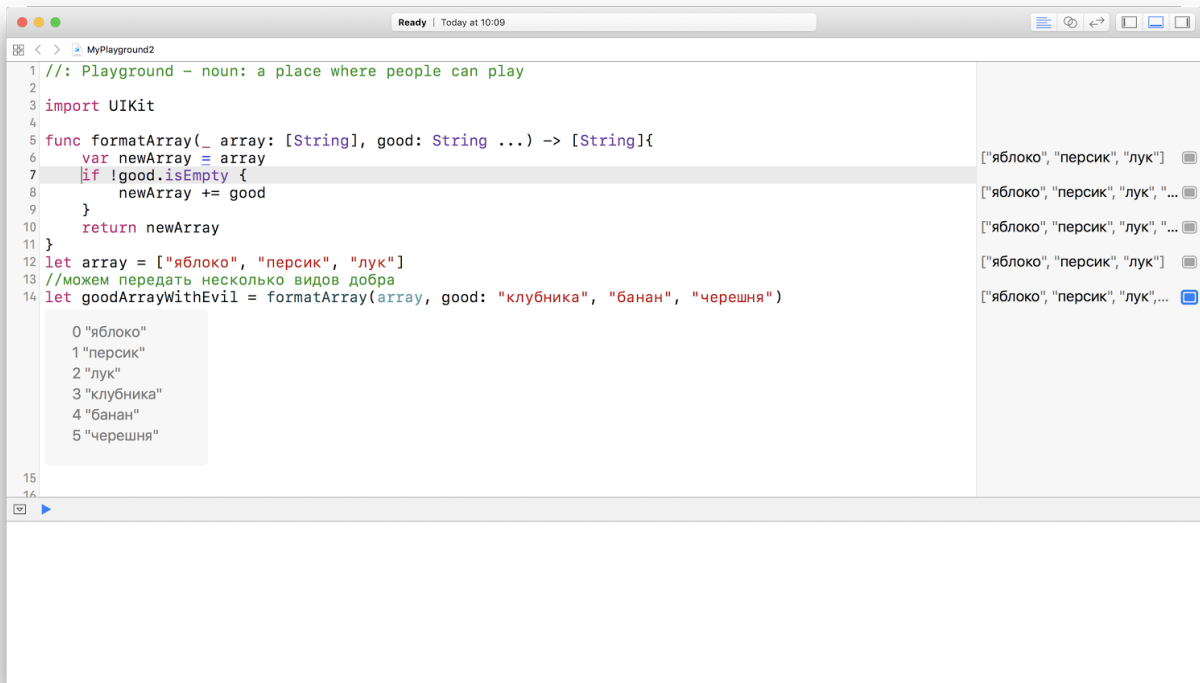 Ready | Today at 10:09
MyPlayground2
1 //: Playground - noun: a place where people can play
2
3 import UIKit
4
5 func formatArray(_ array: [String], good: String ...) -> [String]{
6 var newArray = array
["яблоко", "персик", "лук"]
7 if !good.isEmpty {
8 newArray += good
["яблоко", "персик", "лук", "...
9 }
10 return newArray
["яблоко", "персик", "лук", "...
11 }
12 let array = ["яблоко", "персик", "лук"]
["яблоко", "персик", "лук"]
13 //можем передать несколько видов добра
14 let goodArrayWithEvil = formatArray(array, good: "клубника", "банан", "черешня")
["яблоко", "персик", "лук",...
0 "яблоко"
1 "персик"
2 "лук"
3 "клубника"
4 "банан"
5 "черешня"
15
16